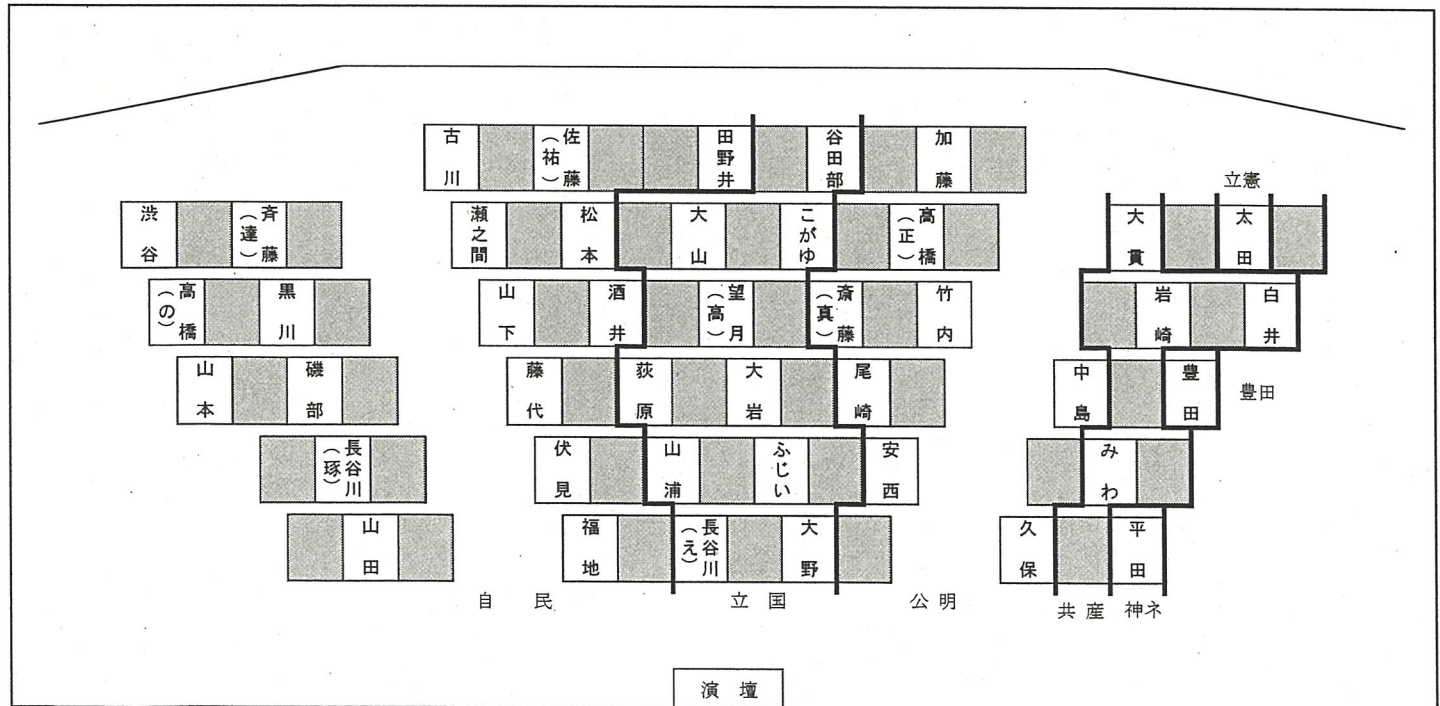 古川 佐藤（祐） 田野井 谷田部 加藤
立憲
渋谷 斉藤（達） 瀬之間 松本 大山 こがゆ 高橋（正） 大貫 太田
高橋（の） 黒川 山下 酒井 望月（高） 斎藤（真） 竹内 岩崎 白井
山本 磯部 藤代 荻原 大岩 尾崎 中島 豊田 豊田
長谷川（琢） 伏見 山浦 ふじい 安西 みわ
山田 福地 長谷川（え） 大野 久保 平田
自民 立国 公明 共産 神ネ
演壇